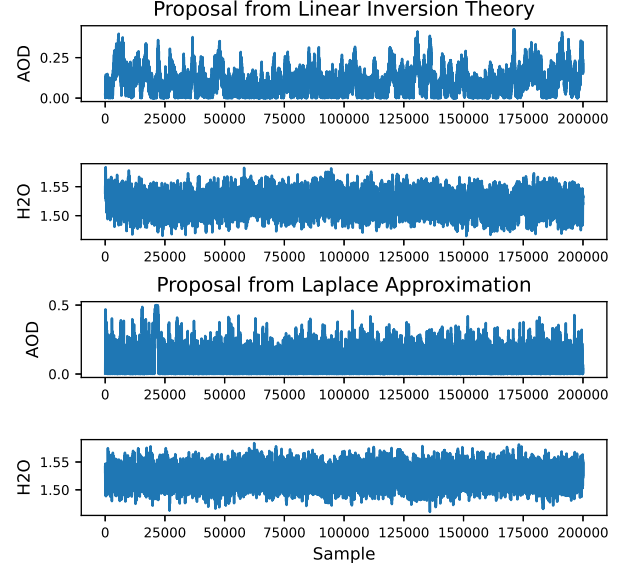 Proposal from Linear Inversion Theory
AOD
0.25
0.00
0 25000 50000 75000 100000 125000 150000 175000 200000
H2O
1.55
1.50
0 25000 50000 75000 100000 125000 150000 175000 200000
Proposal from Laplace Approximation
AOD
0.5
0.0
0 25000 50000 75000 100000 125000 150000 175000 200000
H2O
1.55
1.50
0 25000 50000 75000 100000 125000 150000 175000 200000
Sample